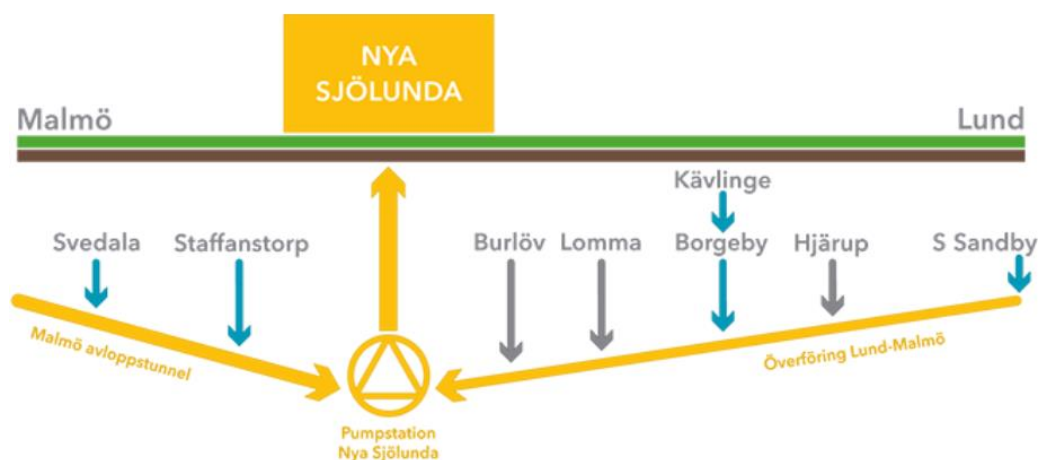 NYA
SJÖLUNDA
Malmö
Lund
Kävlinge
Svedala
Staffanstorp
Burlöv
Lomma
Borgeby
Hjärup
S Sandby
Malmö avloppstunnel
Överföring Lund-Malmö
Pumpstation
Nya Sjölunda